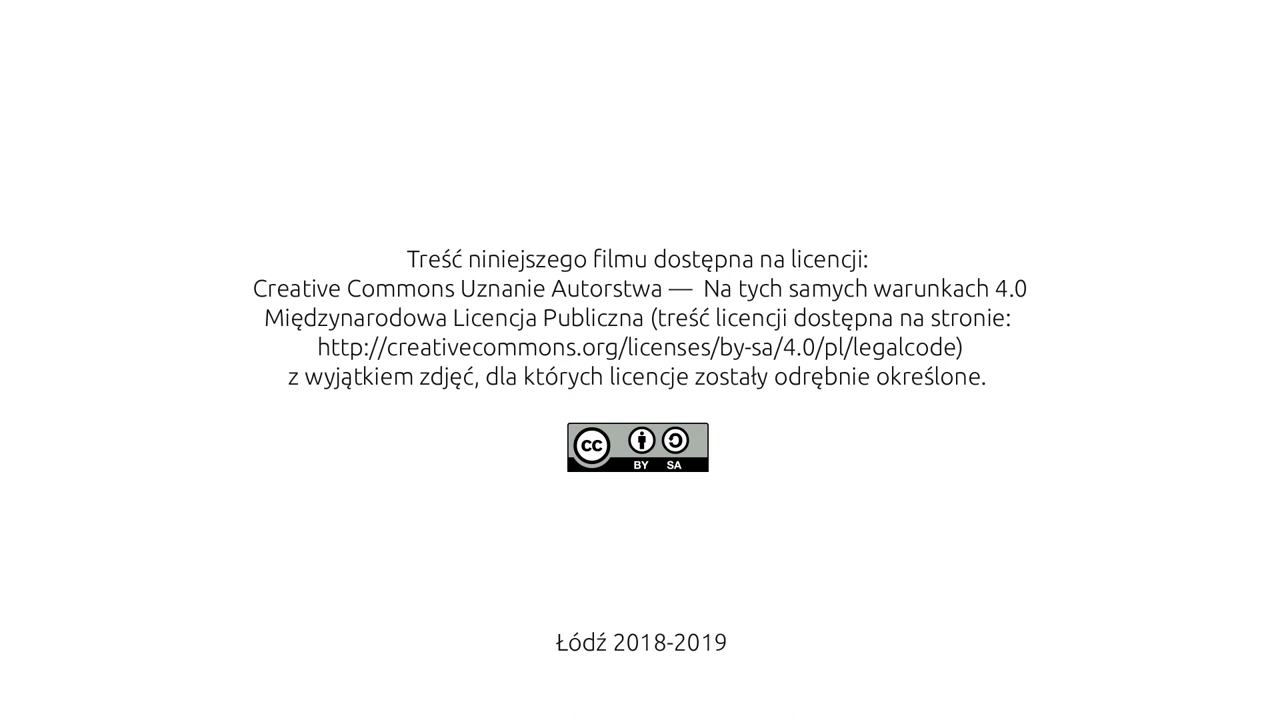 Treść niniejszego filmu dostępna na licencji:
Creative Commons Uznanie Autorstwa — Na tych samych warunkach 4.0
Międzynarodowa Licencja Publiczna (treść licencji dostępna na stronie:
http://creativecommons.org/licenses/by-sa/4.0/pl/legalcode)
z wyjątkiem zdjęć, dla których licencje zostały odrębnie określone.
cc
BY SA
Łódź 2018-2019